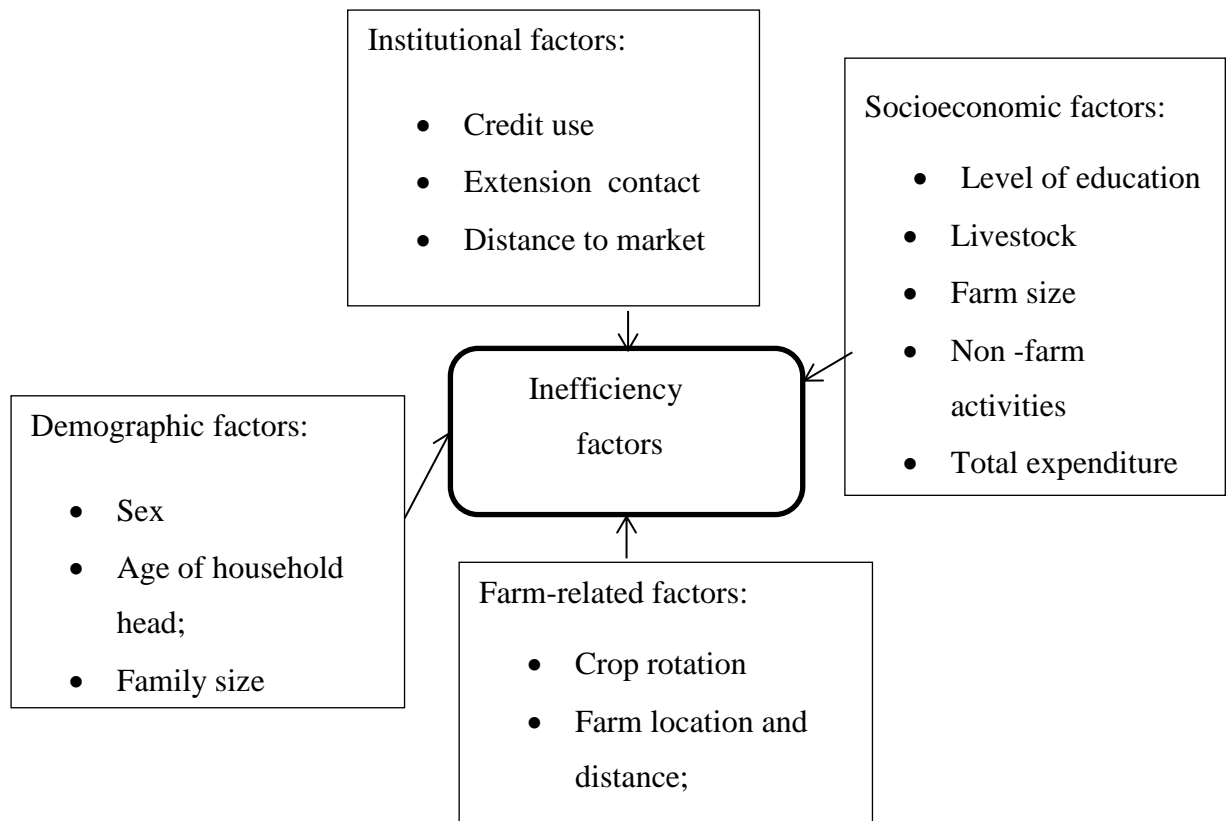 Institutional factors:
• Credit use
• Extension contact
• Distance to market
Socioeconomic factors:
• Level of education
• Livestock
• Farm size
• Non -farm
activities
• Total expenditure
Inefficiency
factors
Demographic factors:
• Sex
• Age of household
head;
• Family size
Farm-related factors:
• Crop rotation
• Farm location and
distance;